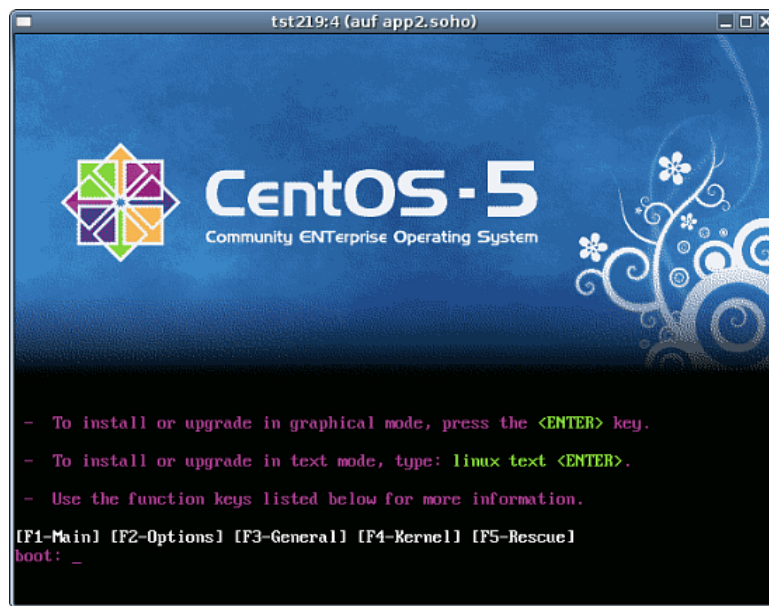 tst219:4 (auf app2.soho)
CentOS-5
Community ENTerprise Operating System
- To install or upgrade in graphical mode, press the <ENTER> key.
- To install or upgrade in text mode, type: linux text <ENTER>.
- Use the function keys listed below for more information.
[F1-Main] [F2-Options] [F3-General] [F4-Kernel] [F5-Rescue]
boot: _